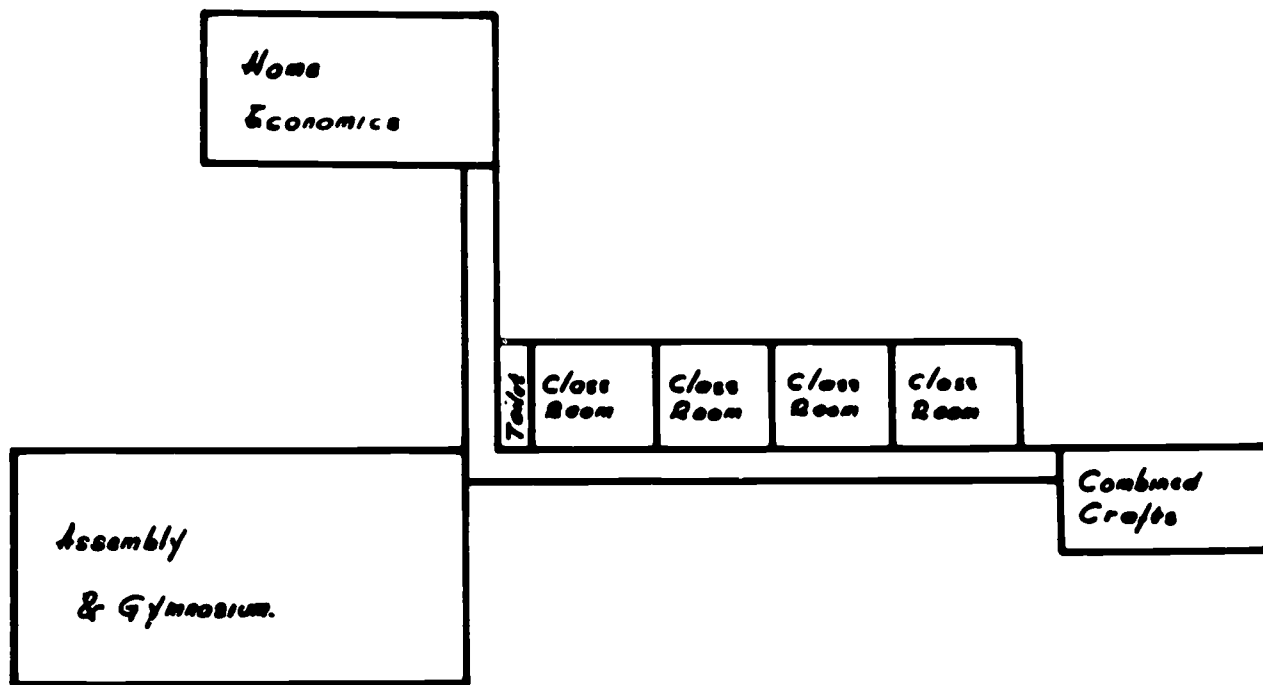 Home
Economics
Toilet
Class
Room
Class
Room
Class
Room
Class
Room
Combined
Crafts
Assembly
& Gymnasium.